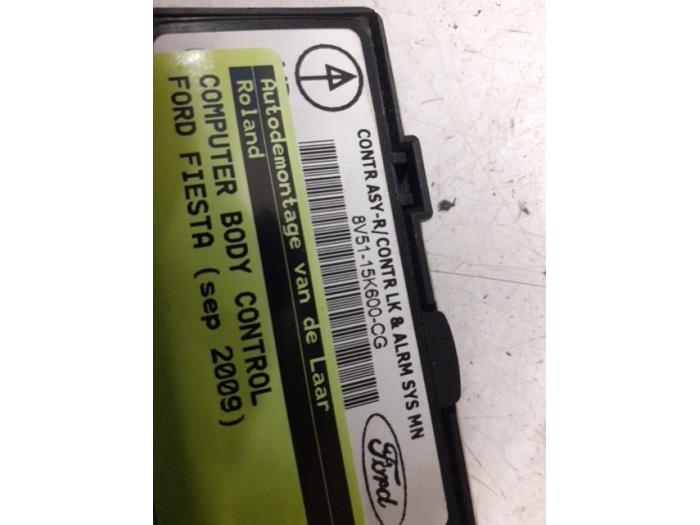 CONTR ASY-R/CONTR LK & ALRM SYS MN
8V51-15K600-CG
Ford
Autodemontage van de Laar
Roland
COMPUTER BODY CONTROL
FORD FIESTA (sep 2009)